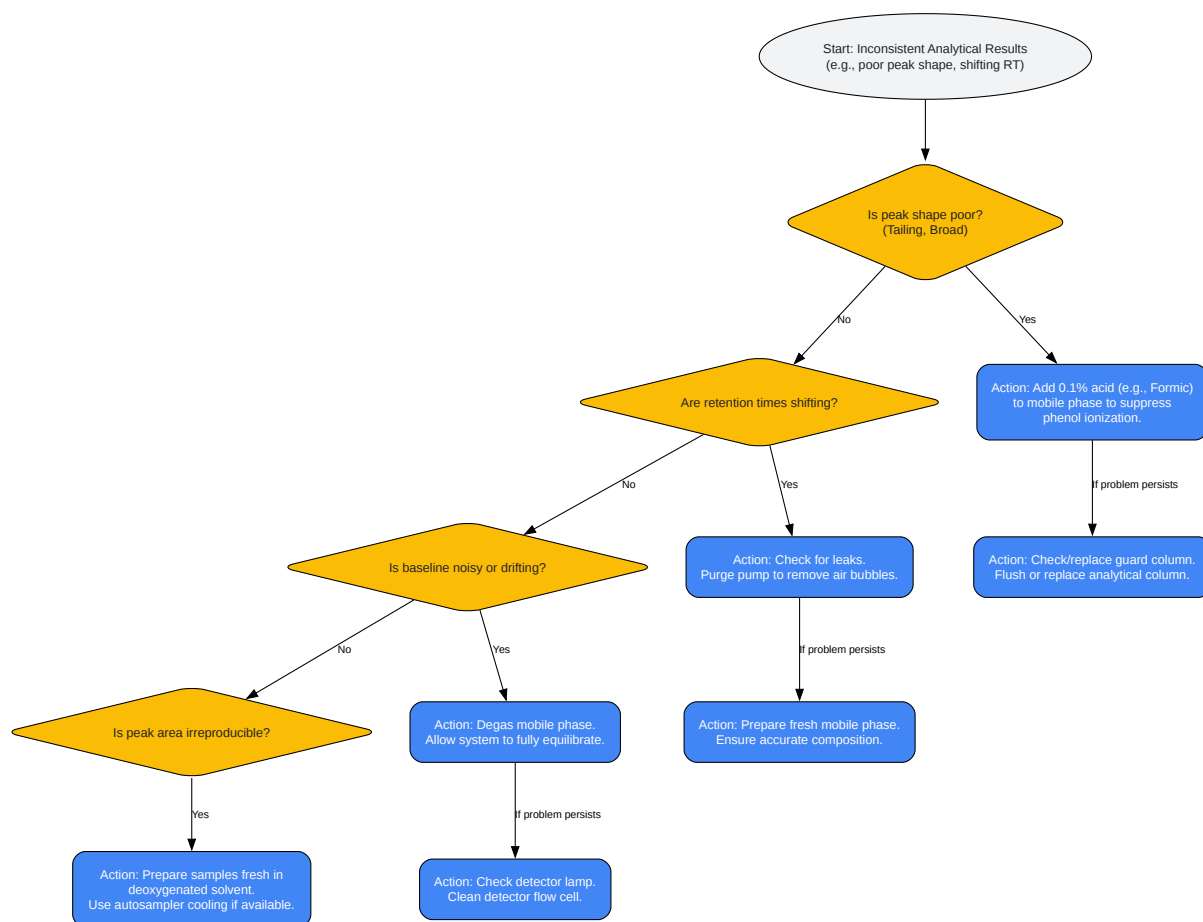 Start: Inconsistent Analytical Results
(e.g., poor peak shape, shifting RT)
Is peak shape poor?
(Tailing, Broad)
No
Yes
Are retention times shifting?
Action: Add 0.1% acid (e.g., Formic)
to mobile phase to suppress
phenol ionization.
No
Yes
If problem persists
Is baseline noisy or drifting?
Action: Check for leaks.
Purge pump to remove air bubbles.
Action: Check/replace guard column.
Flush or replace analytical column.
No
Yes
If problem persists
Is peak area irreproducible?
Action: Degas mobile phase.
Allow system to fully equilibrate.
Action: Prepare fresh mobile phase.
Ensure accurate composition.
Yes
If problem persists
Action: Prepare samples fresh in
deoxygenated solvent.
Use autosampler cooling if available.
Action: Check detector lamp.
Clean detector flow cell.